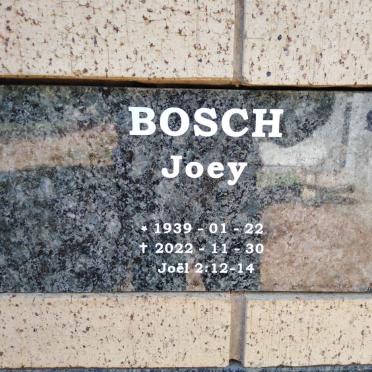 BOSCH
Joey
* 1939 - 01 - 22
† 2022 - 11 - 30
Joël 2:12-14